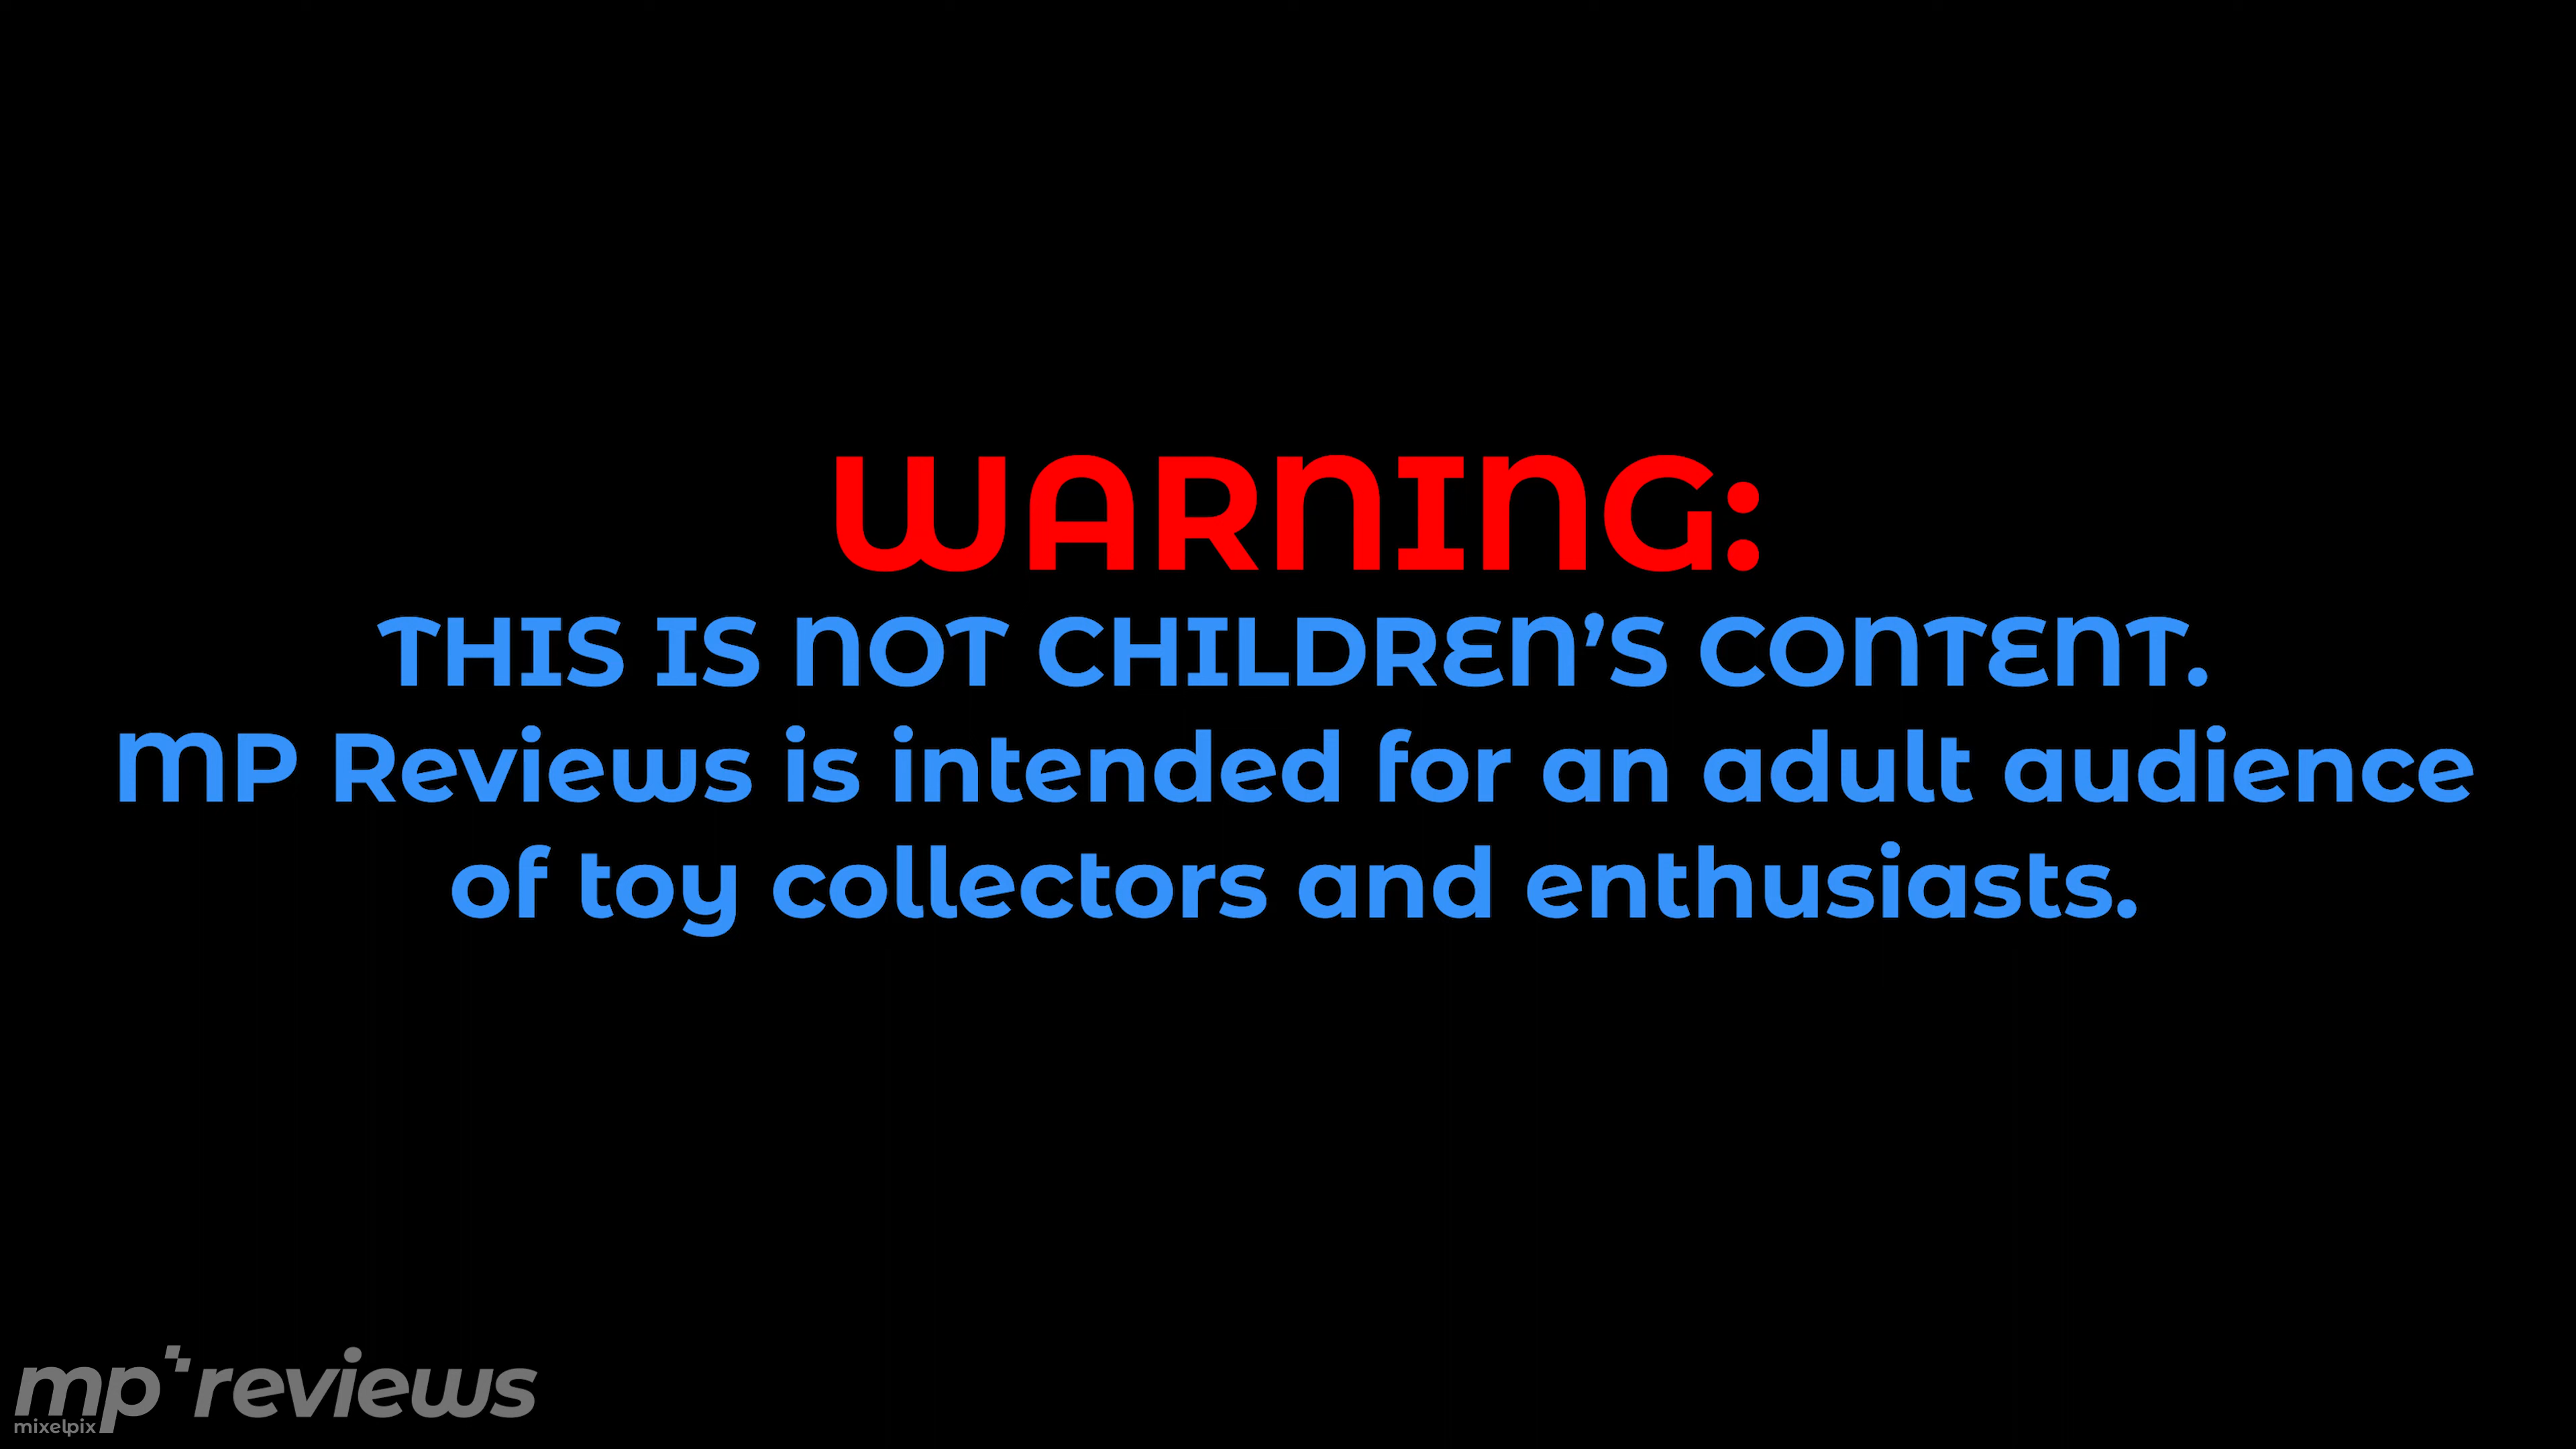 WARNING:
THIS IS NOT CHILDREN’S CONTENT.
MP Reviews is intended for an adult audience
of toy collectors and enthusiasts.
mp reviews
mixelpix